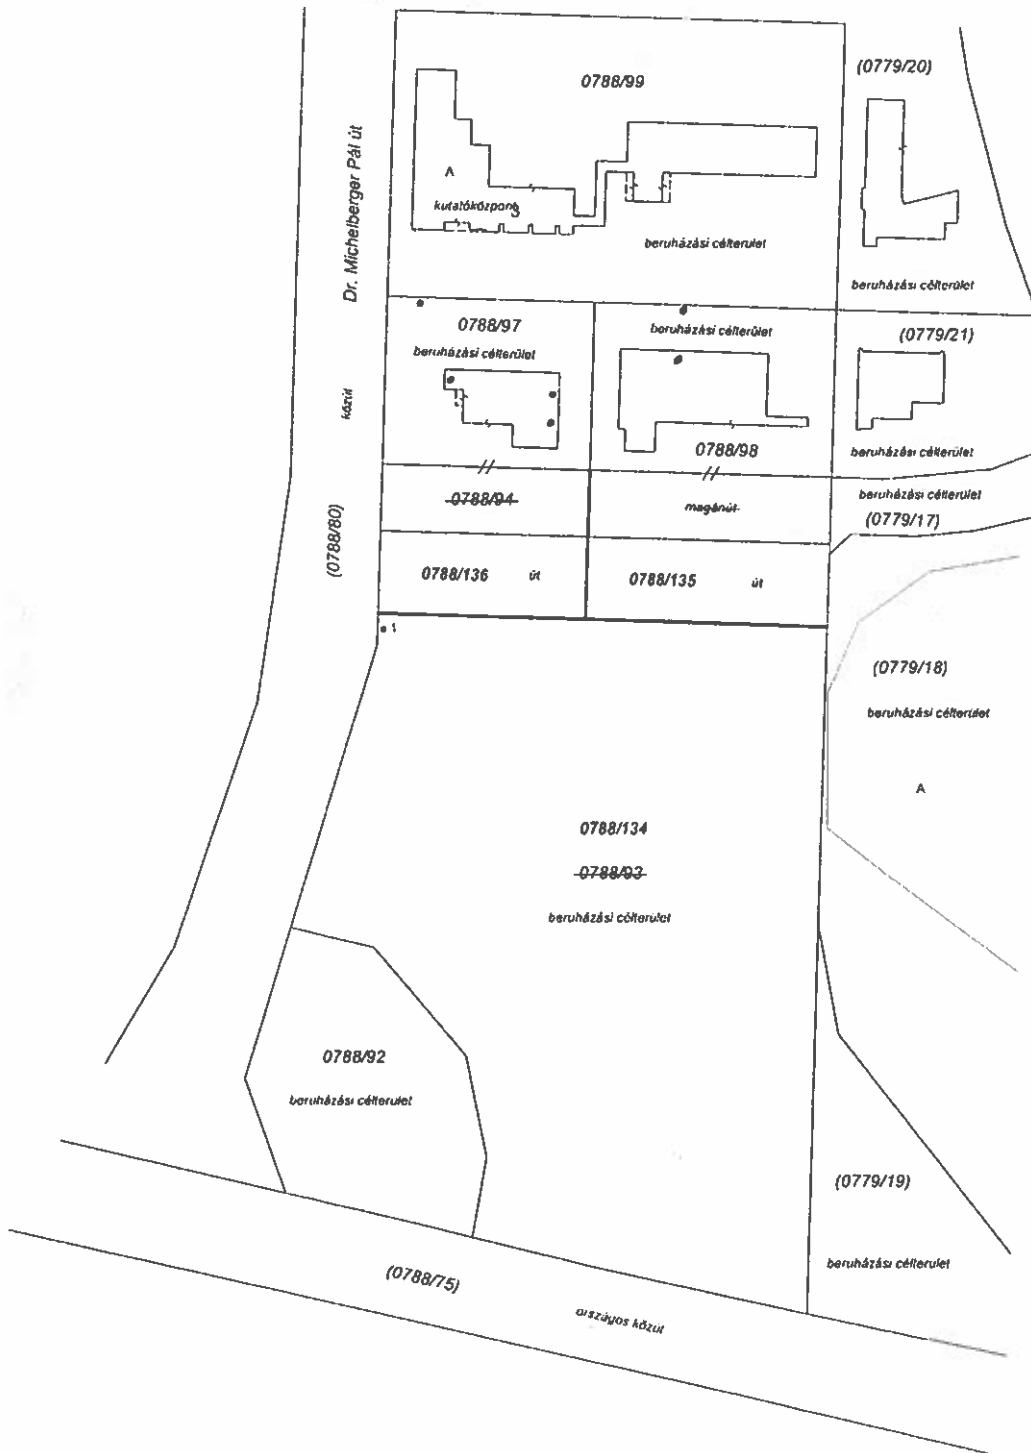 0788/99
(0779/20)
Dr. Michelberger Pál út
A
kutatóközpont
3
beruházási célterület
beruházási célterület
0788/97
beruházási célterület
beruházási célterület
(0779/21)
közút
0788/98
beruházási célterület
0788/94
magánút
beruházási célterület
(0779/17)
(0788/80)
0788/136 út
0788/135 út
1
(0779/18)
beruházási célterület
A
0788/134
0788/93
beruházási célterület
0788/92
beruházási célterület
(0779/19)
beruházási célterület
(0788/75)
országos közút